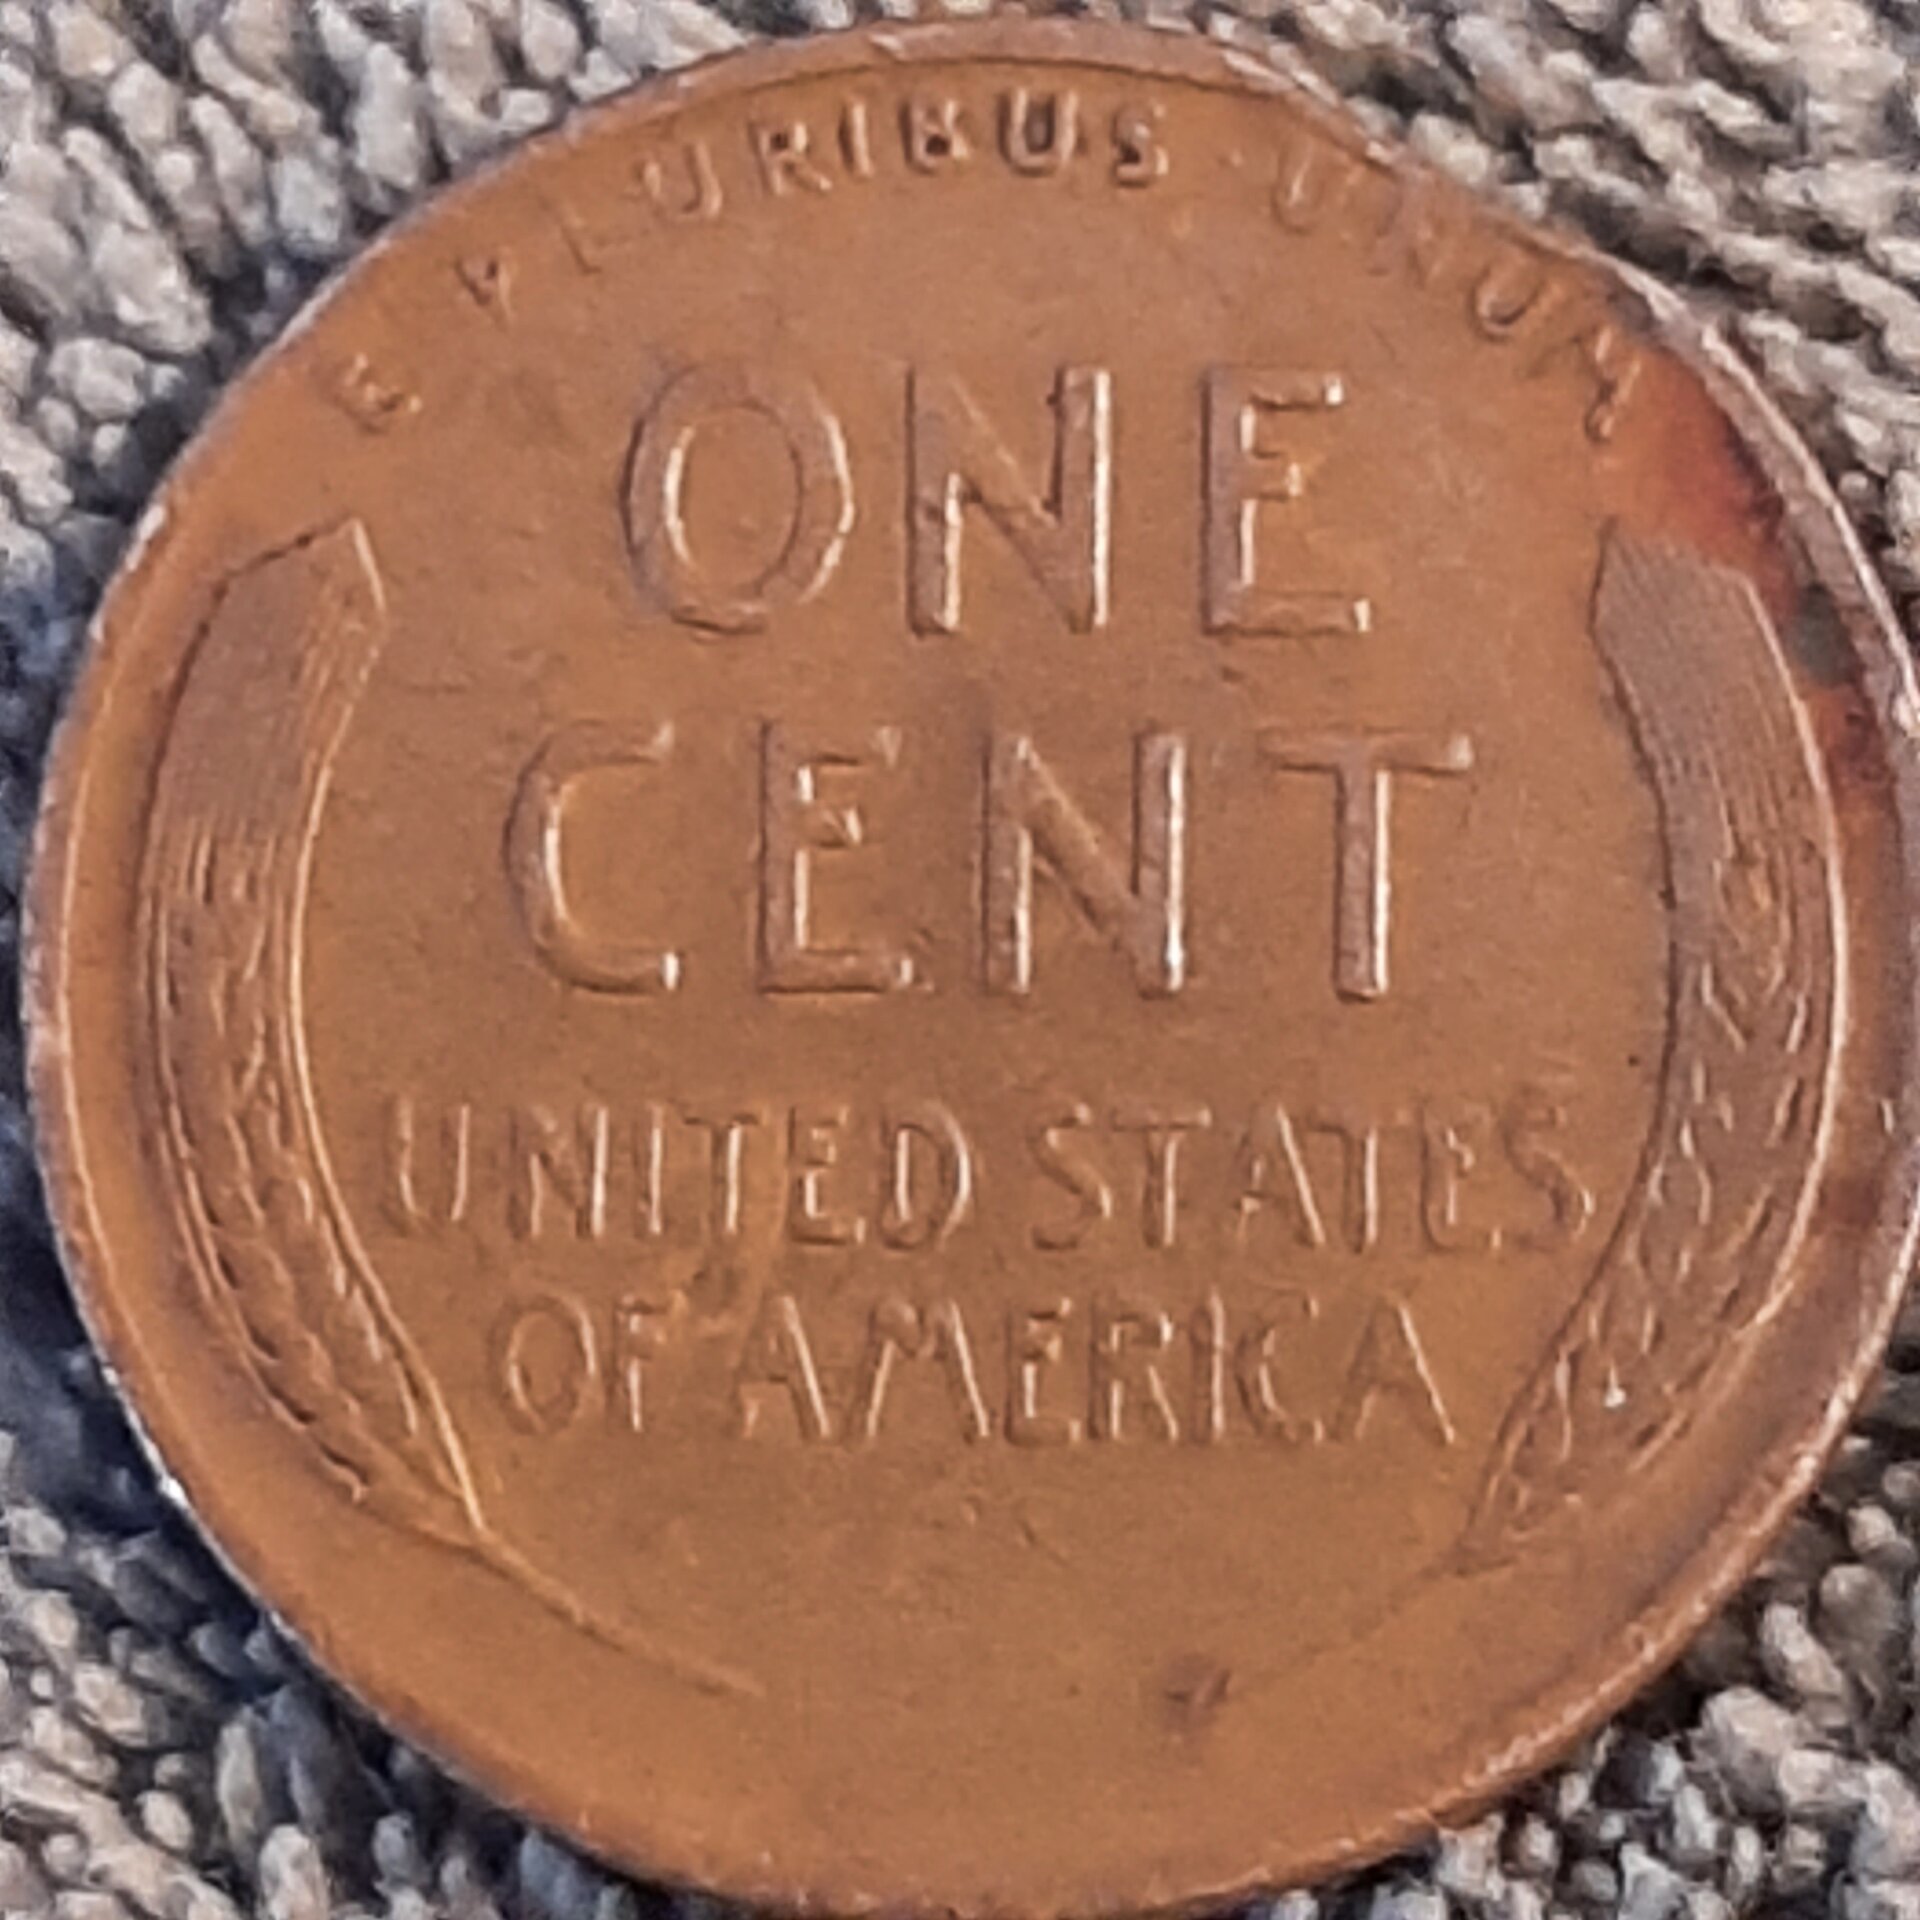 E PLURIBUS · UNUM
ONE
CENT
UNITED STATES
OF AMERICA